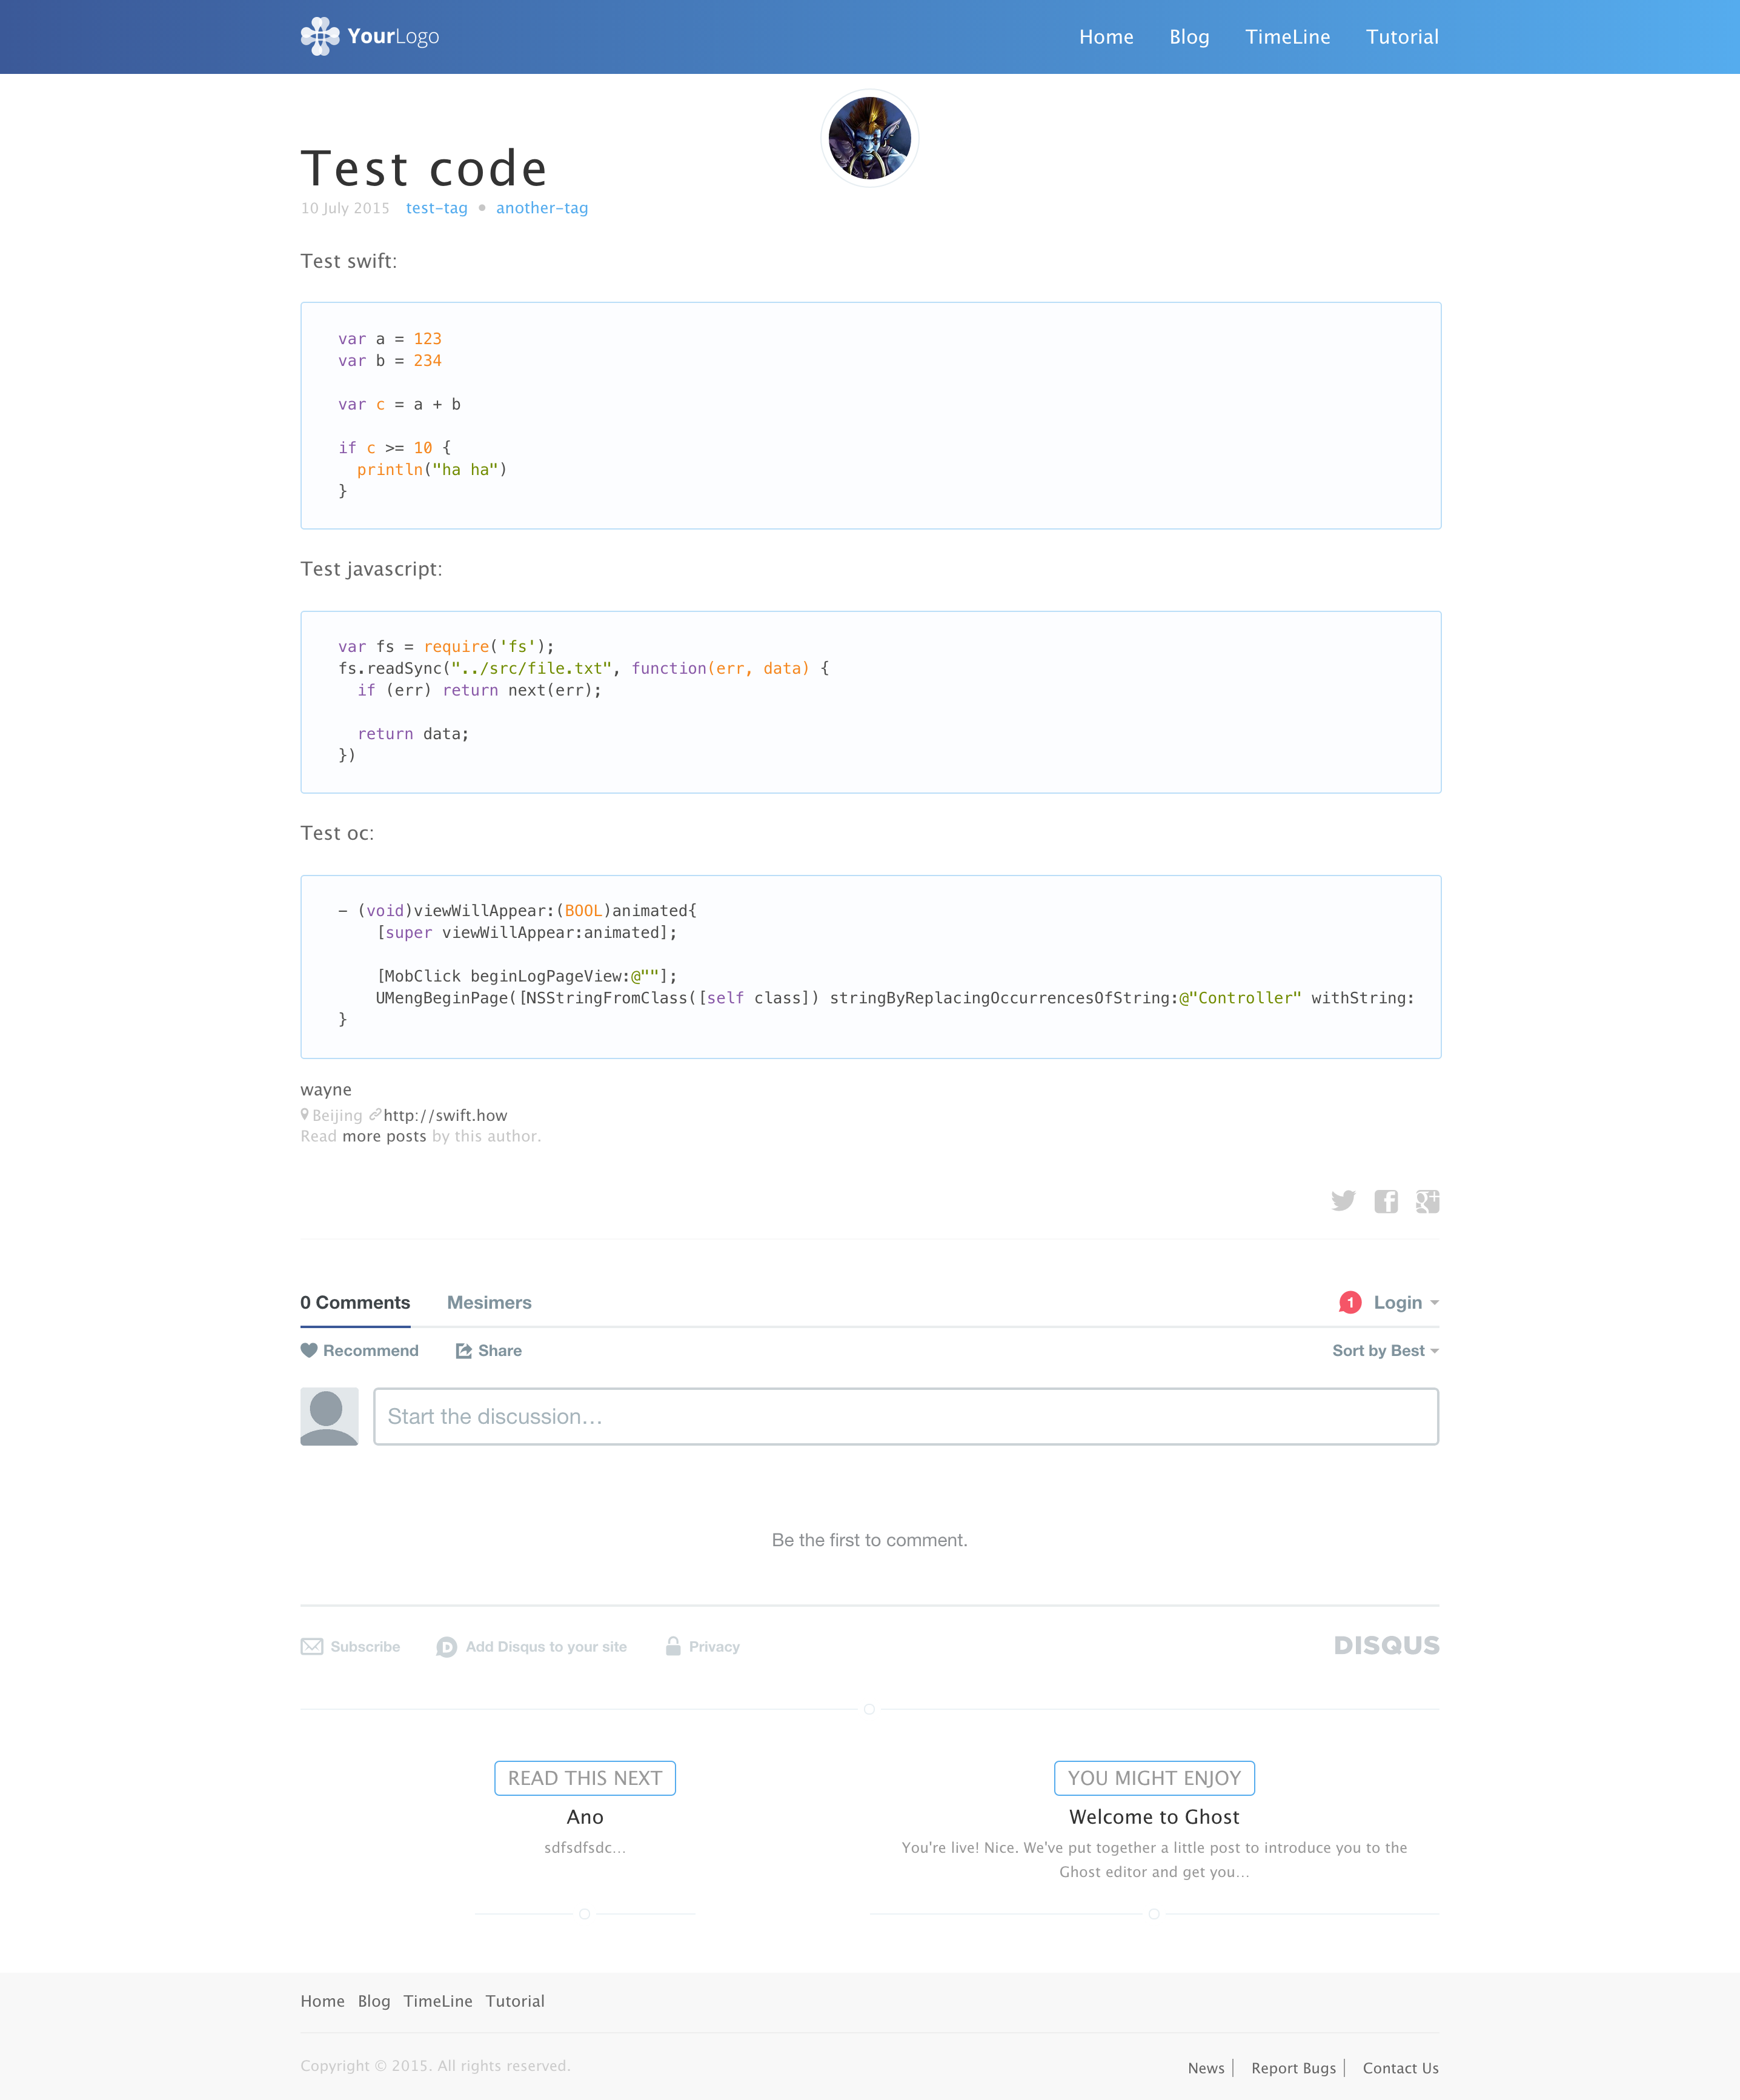 YourLogo
Home Blog TimeLine Tutorial
Test code
10 July 2015 test-tag • another-tag
Test swift:
var a = 123
var b = 234
var c = a + b
if c >= 10 {
  println("ha ha")
}
Test javascript:
var fs = require('fs');
fs.readSync("../src/file.txt", function(err, data) {
  if (err) return next(err);
  return data;
})
Test oc:
- (void)viewWillAppear:(BOOL)animated{
    [super viewWillAppear:animated];
    [MobClick beginLogPageView:@""];
    UMengBeginPage([NSStringFromClass([self class]) stringByReplacingOccurrencesOfString:@"Controller" withString:
}
wayne
Beijing http://swift.how
Read more posts by this author.
0 Comments Mesimers 1 Login
Recommend Share Sort by Best
Start the discussion…
Be the first to comment.
Subscribe Add Disqus to your site Privacy DISQUS
READ THIS NEXT
Ano
sdfsdfsdc…
YOU MIGHT ENJOY
Welcome to Ghost
You're live! Nice. We've put together a little post to introduce you to the
Ghost editor and get you…
Home Blog TimeLine Tutorial
Copyright © 2015. All rights reserved.
News | Report Bugs | Contact Us